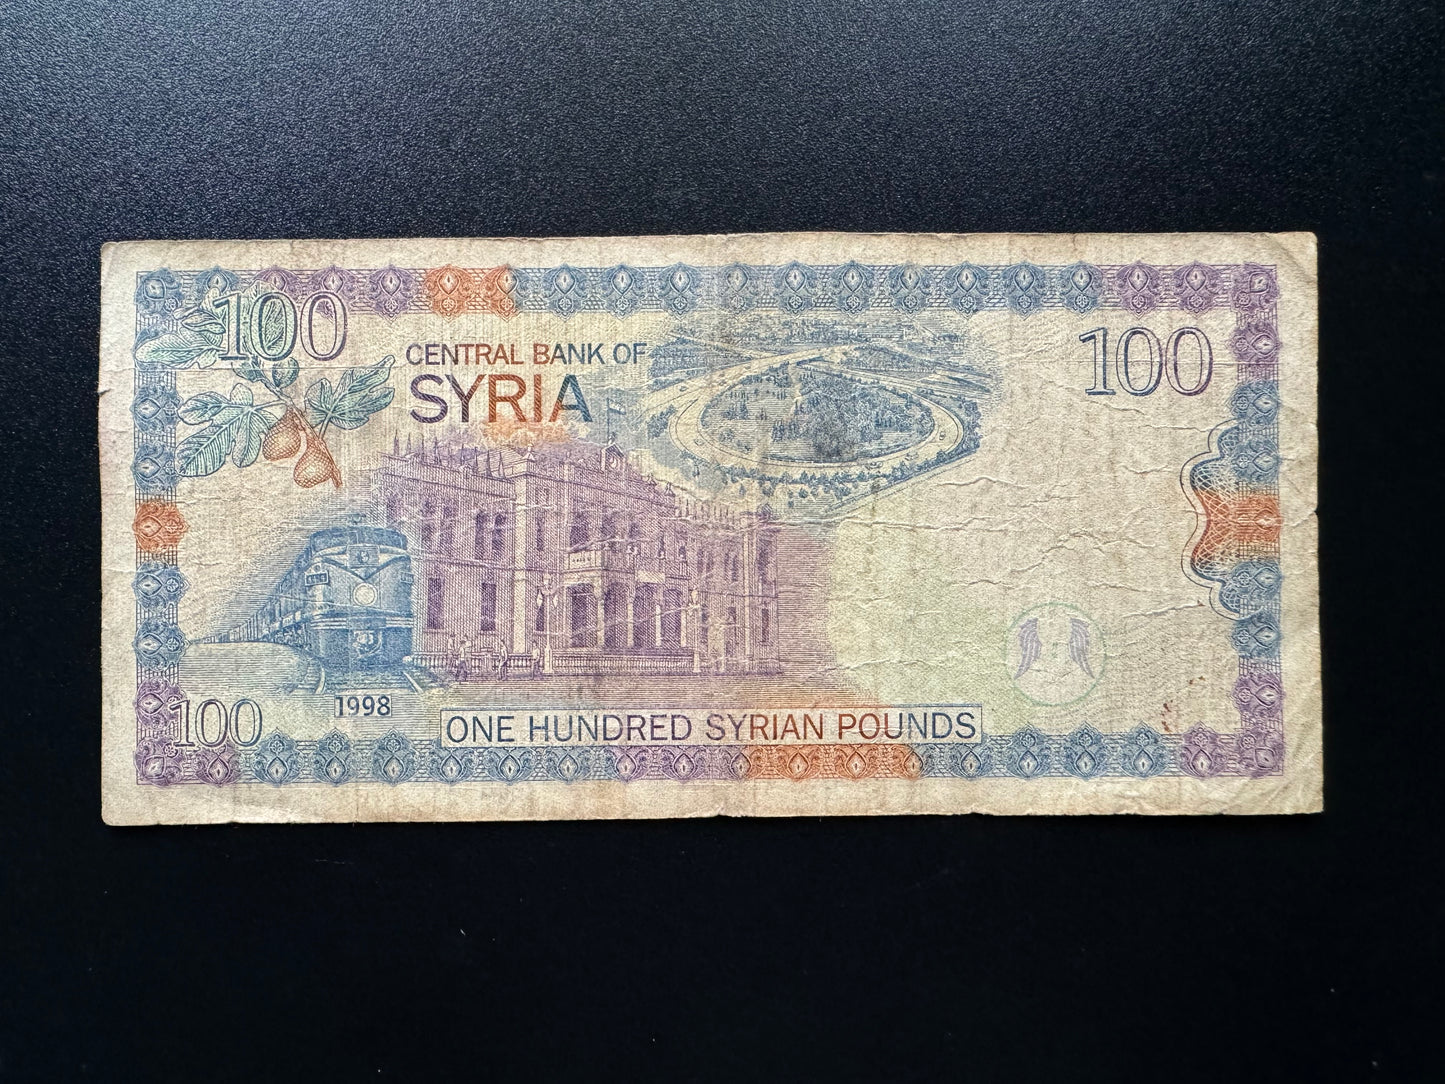 100
100
CENTRAL BANK OF
SYRIA
1998
100
ONE HUNDRED SYRIAN POUNDS